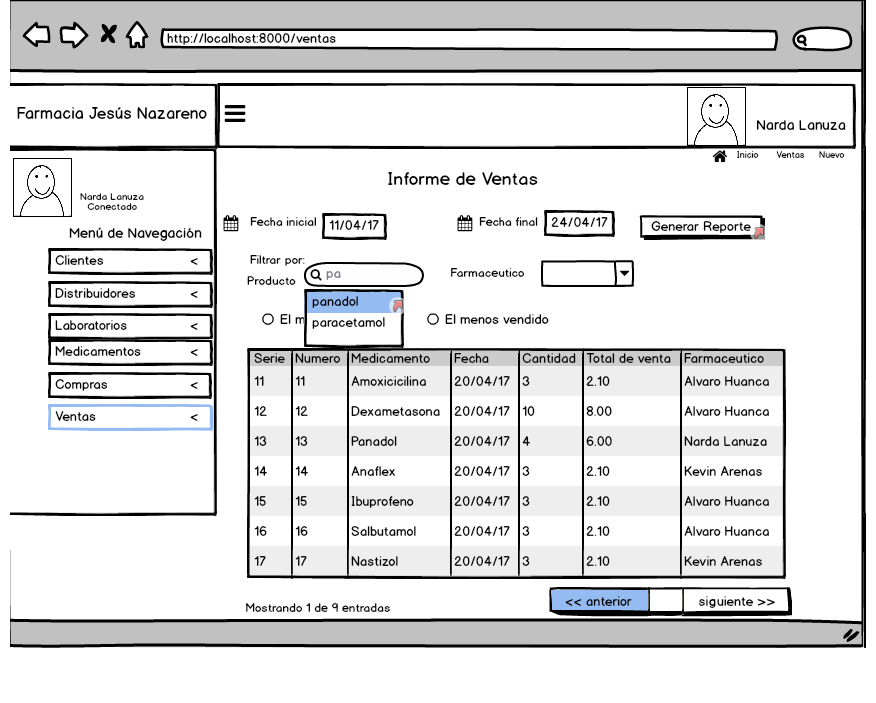 http://localhost:8000/ventas
Farmacia Jesús Nazareno
Narda Lanuza
Inicio Ventas Nuevo
Narda Lanuza
Conectado
Menú de Navegación
Clientes <
Distribuidores <
Laboratorios <
Medicamentos <
Compras <
Ventas <
Informe de Ventas
Fecha inicial 11/04/17 Fecha final 24/04/17 Generar Reporte
Filtrar por:
Producto pa Farmaceutico
panadol
paracetamol
El m El menos vendido
Serie Numero Medicamento Fecha Cantidad Total de venta Farmaceutico
11 11 Amoxicicilina 20/04/17 3 2.10 Alvaro Huanca
12 12 Dexametasona 20/04/17 10 8.00 Alvaro Huanca
13 13 Panadol 20/04/17 4 6.00 Narda Lanuza
14 14 Anaflex 20/04/17 3 2.10 Kevin Arenas
15 15 Ibuprofeno 20/04/17 3 2.10 Alvaro Huanca
16 16 Salbutamol 20/04/17 3 2.10 Alvaro Huanca
17 17 Nastizol 20/04/17 3 2.10 Kevin Arenas
Mostrando 1 de 9 entradas
<< anterior siguiente >>